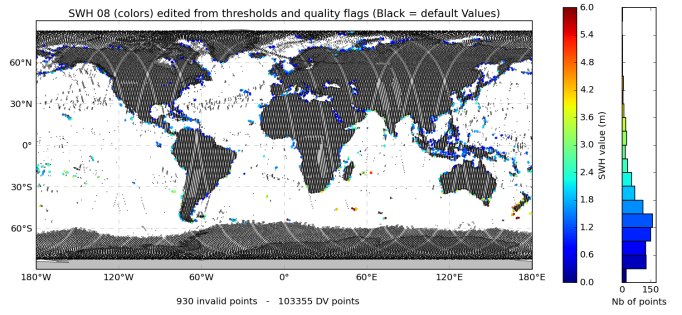 SWH 08 (colors) edited from thresholds and quality flags (Black = default Values)
60°N
30°N
0°
30°S
60°S
180°W 120°W 60°W 0° 60°E 120°E 180°E
930 invalid points - 103355 DV points
6.0
5.4
4.8
4.2
3.6
3.0
2.4
1.8
1.2
0.6
0.0
SWH value (m)
0 150
Nb of points